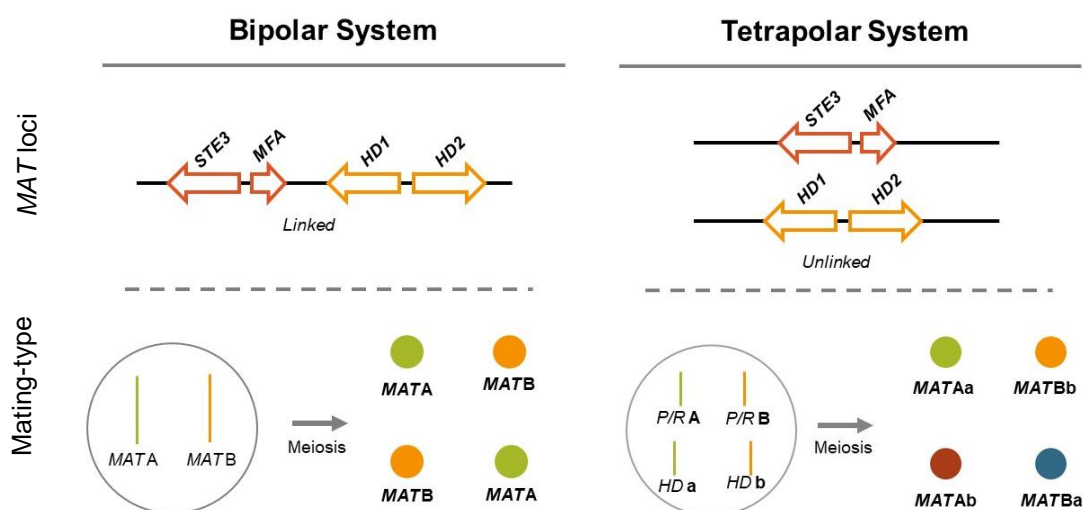 Bipolar System
Tetrapolar System
MAT loci
STE3
MFA
HD1
HD2
Linked
STE3
MFA
HD1
HD2
Unlinked
Mating-type
MATA
MATB
Meiosis
MATA
MATB
MATB
MATA
P/R A
P/R B
HD a
HD b
Meiosis
MATAa
MATBb
MATAb
MATBa